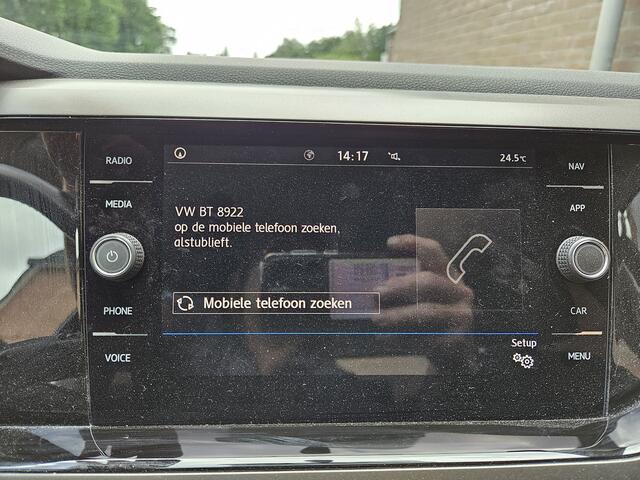 RADIO
MEDIA
PHONE
VOICE
14:17
24.5°C
VW BT 8922
op de mobiele telefoon zoeken,
alstublieft.
Mobiele telefoon zoeken
Setup
NAV
APP
CAR
MENU